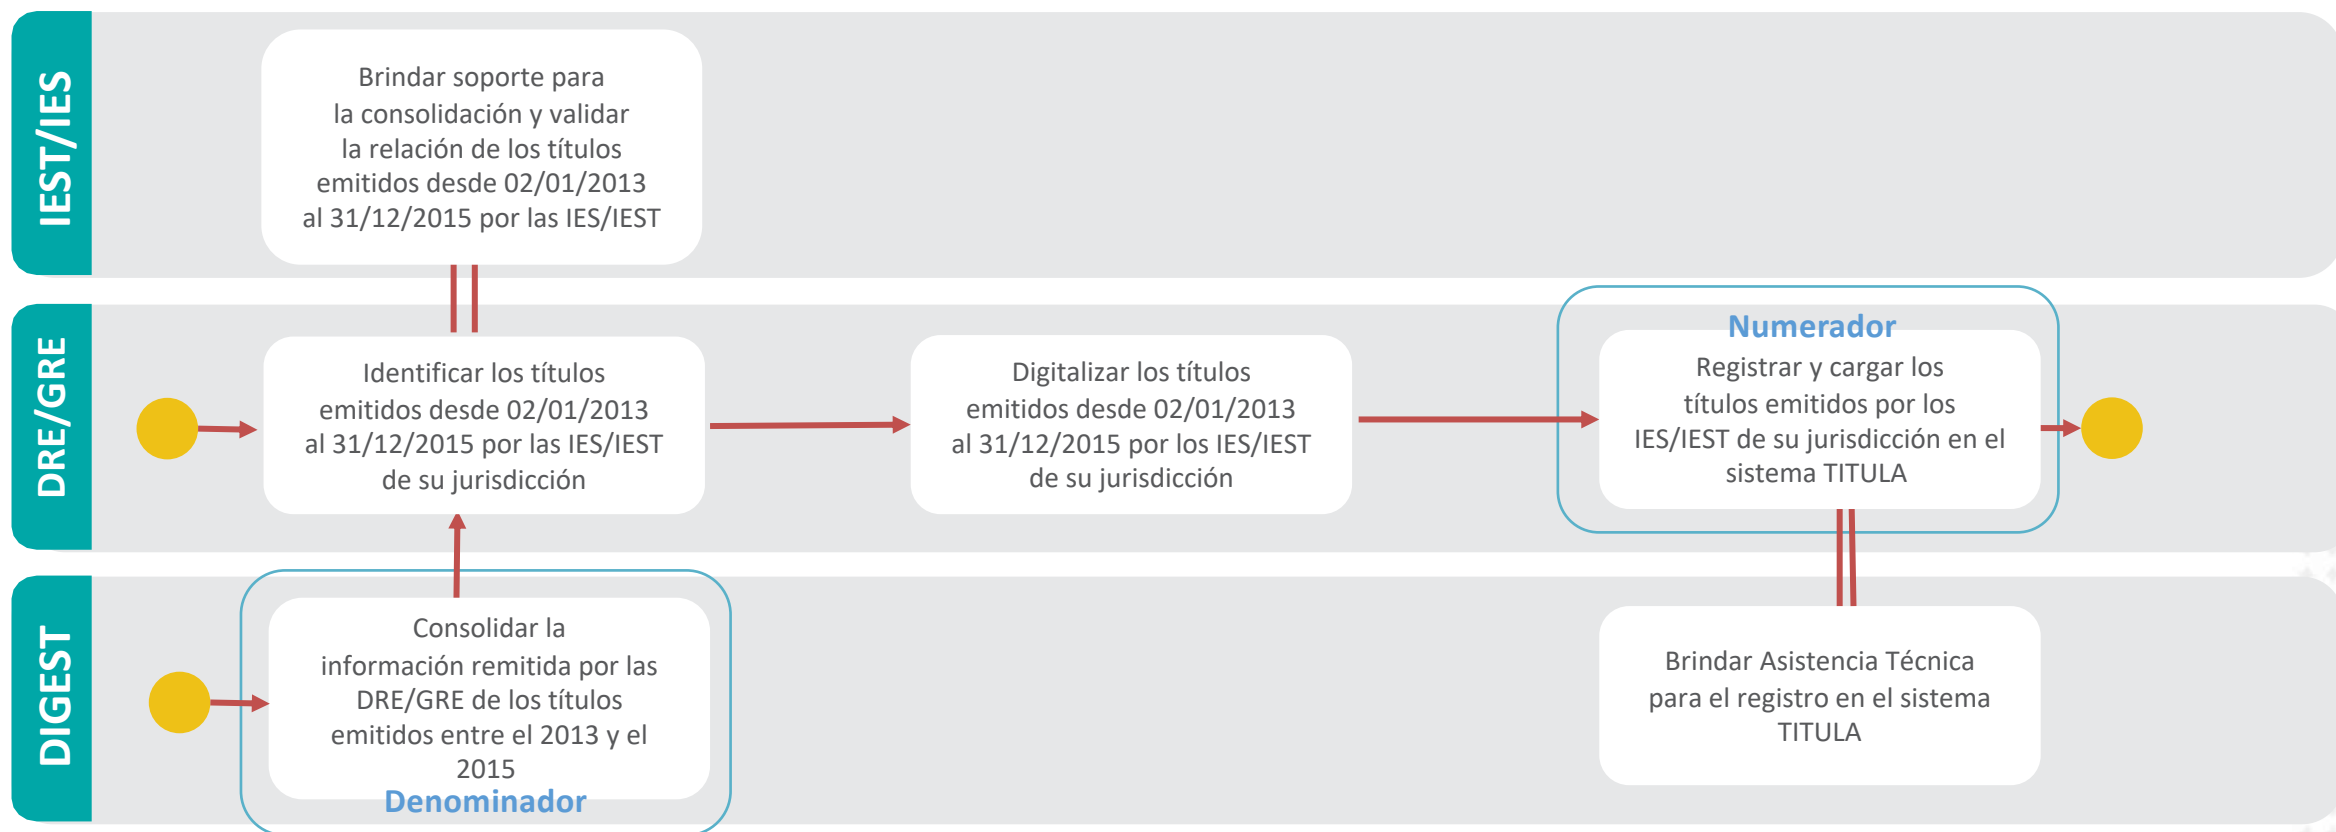 IEST/IES
Brindar soporte para
la consolidación y validar
la relación de los títulos
emitidos desde 02/01/2013
al 31/12/2015 por las IES/IEST
DRE/GRE
Identificar los títulos
emitidos desde 02/01/2013
al 31/12/2015 por las IES/IEST
de su jurisdicción
Digitalizar los títulos
emitidos desde 02/01/2013
al 31/12/2015 por los IES/IEST
de su jurisdicción
Numerador
Registrar y cargar los
títulos emitidos por los
IES/IEST de su jurisdicción en el
sistema TITULA
DIGEST
Consolidar la
información remitida por las
DRE/GRE de los títulos
emitidos entre el 2013 y el
2015
Denominador
Brindar Asistencia Técnica
para el registro en el sistema
TITULA